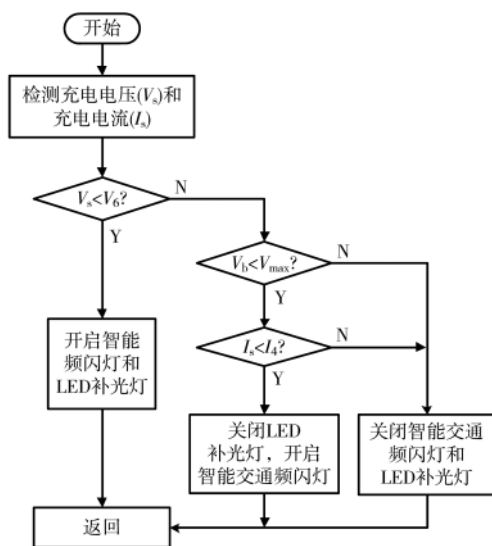 开始
检测充电电压(Vs)和
充电电流(Is)
Vs<V6?
N
Y
Vb<Vmax?
N
Y
Is<I4?
N
Y
开启智能
频闪灯和
LED补光灯
关闭LED
补光灯，开启
智能交通频闪灯
关闭智能交通
频闪灯和
LED补光灯
返回